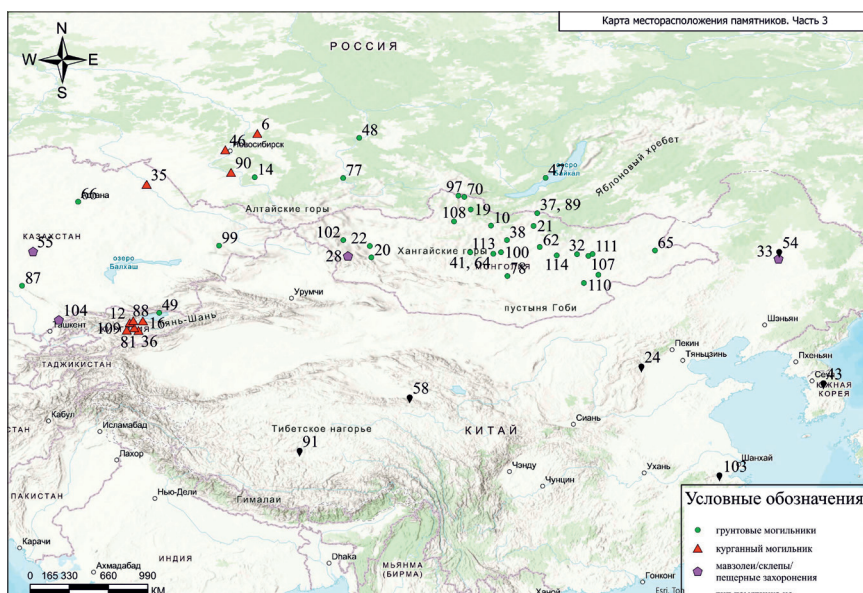 Карта месторасположения памятников. Часть 3
N
W E
S
РОССИЯ
6
46
Новосибирск
48
90
14
77
35
66
Астана
Алтайские горы
97 70
19
108
10
озеро
Байкал
47
Яблоновый хребет
37, 89
21
КАЗАХСТАН
55
99
102
22
20
28
Хангайские горы
38
113
41, 64
100
МОНГОЛИЯ
78
62
114
32
111
107
110
65
33
54
озеро
Балхаш
87
104
Ташкент
12
88
49
16
Тянь-Шань
109
81
36
Урумчи
пустыня Гоби
Шэньян
ТАДЖИКИСТАН
Пекин
Тяньцзинь
24
Пхеньян
43
ЮЖНАЯ
КОРЕЯ
58
Кабул
Исламабад
Тибетское нагорье
КИТАЙ
Сиань
91
Лахор
Чэнду
Чунцин
Ухань
103
Шанхай
Нью-Дели
Гималаи
ПАКИСТАН
Карачи
ИНДИЯ
Ахмадабад
Dhaka
МЬЯНМА
(БИРМА)
Гонконг
Ханой
0 165 330 660 990
КМ
Условные обозначения
грунтовые могильники
курганный могильник
мавзолеи/склепы/
пещерные захоронения